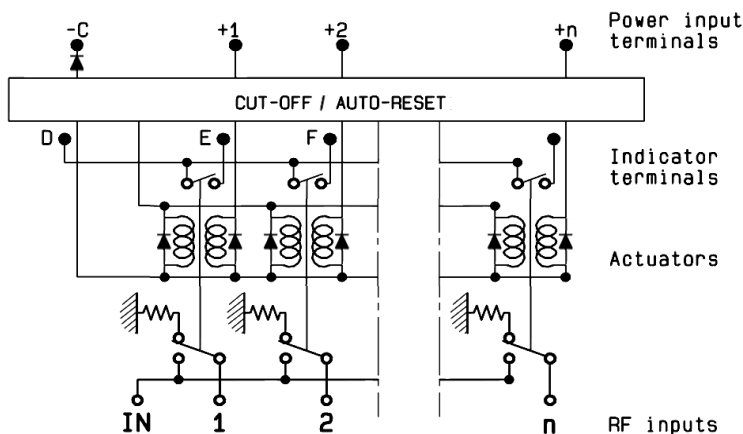 -C +1 +2 +n Power input
terminals
CUT-OFF / AUTO-RESET
D E F
Indicator
terminals
Actuators
IN 1 2 n RF inputs